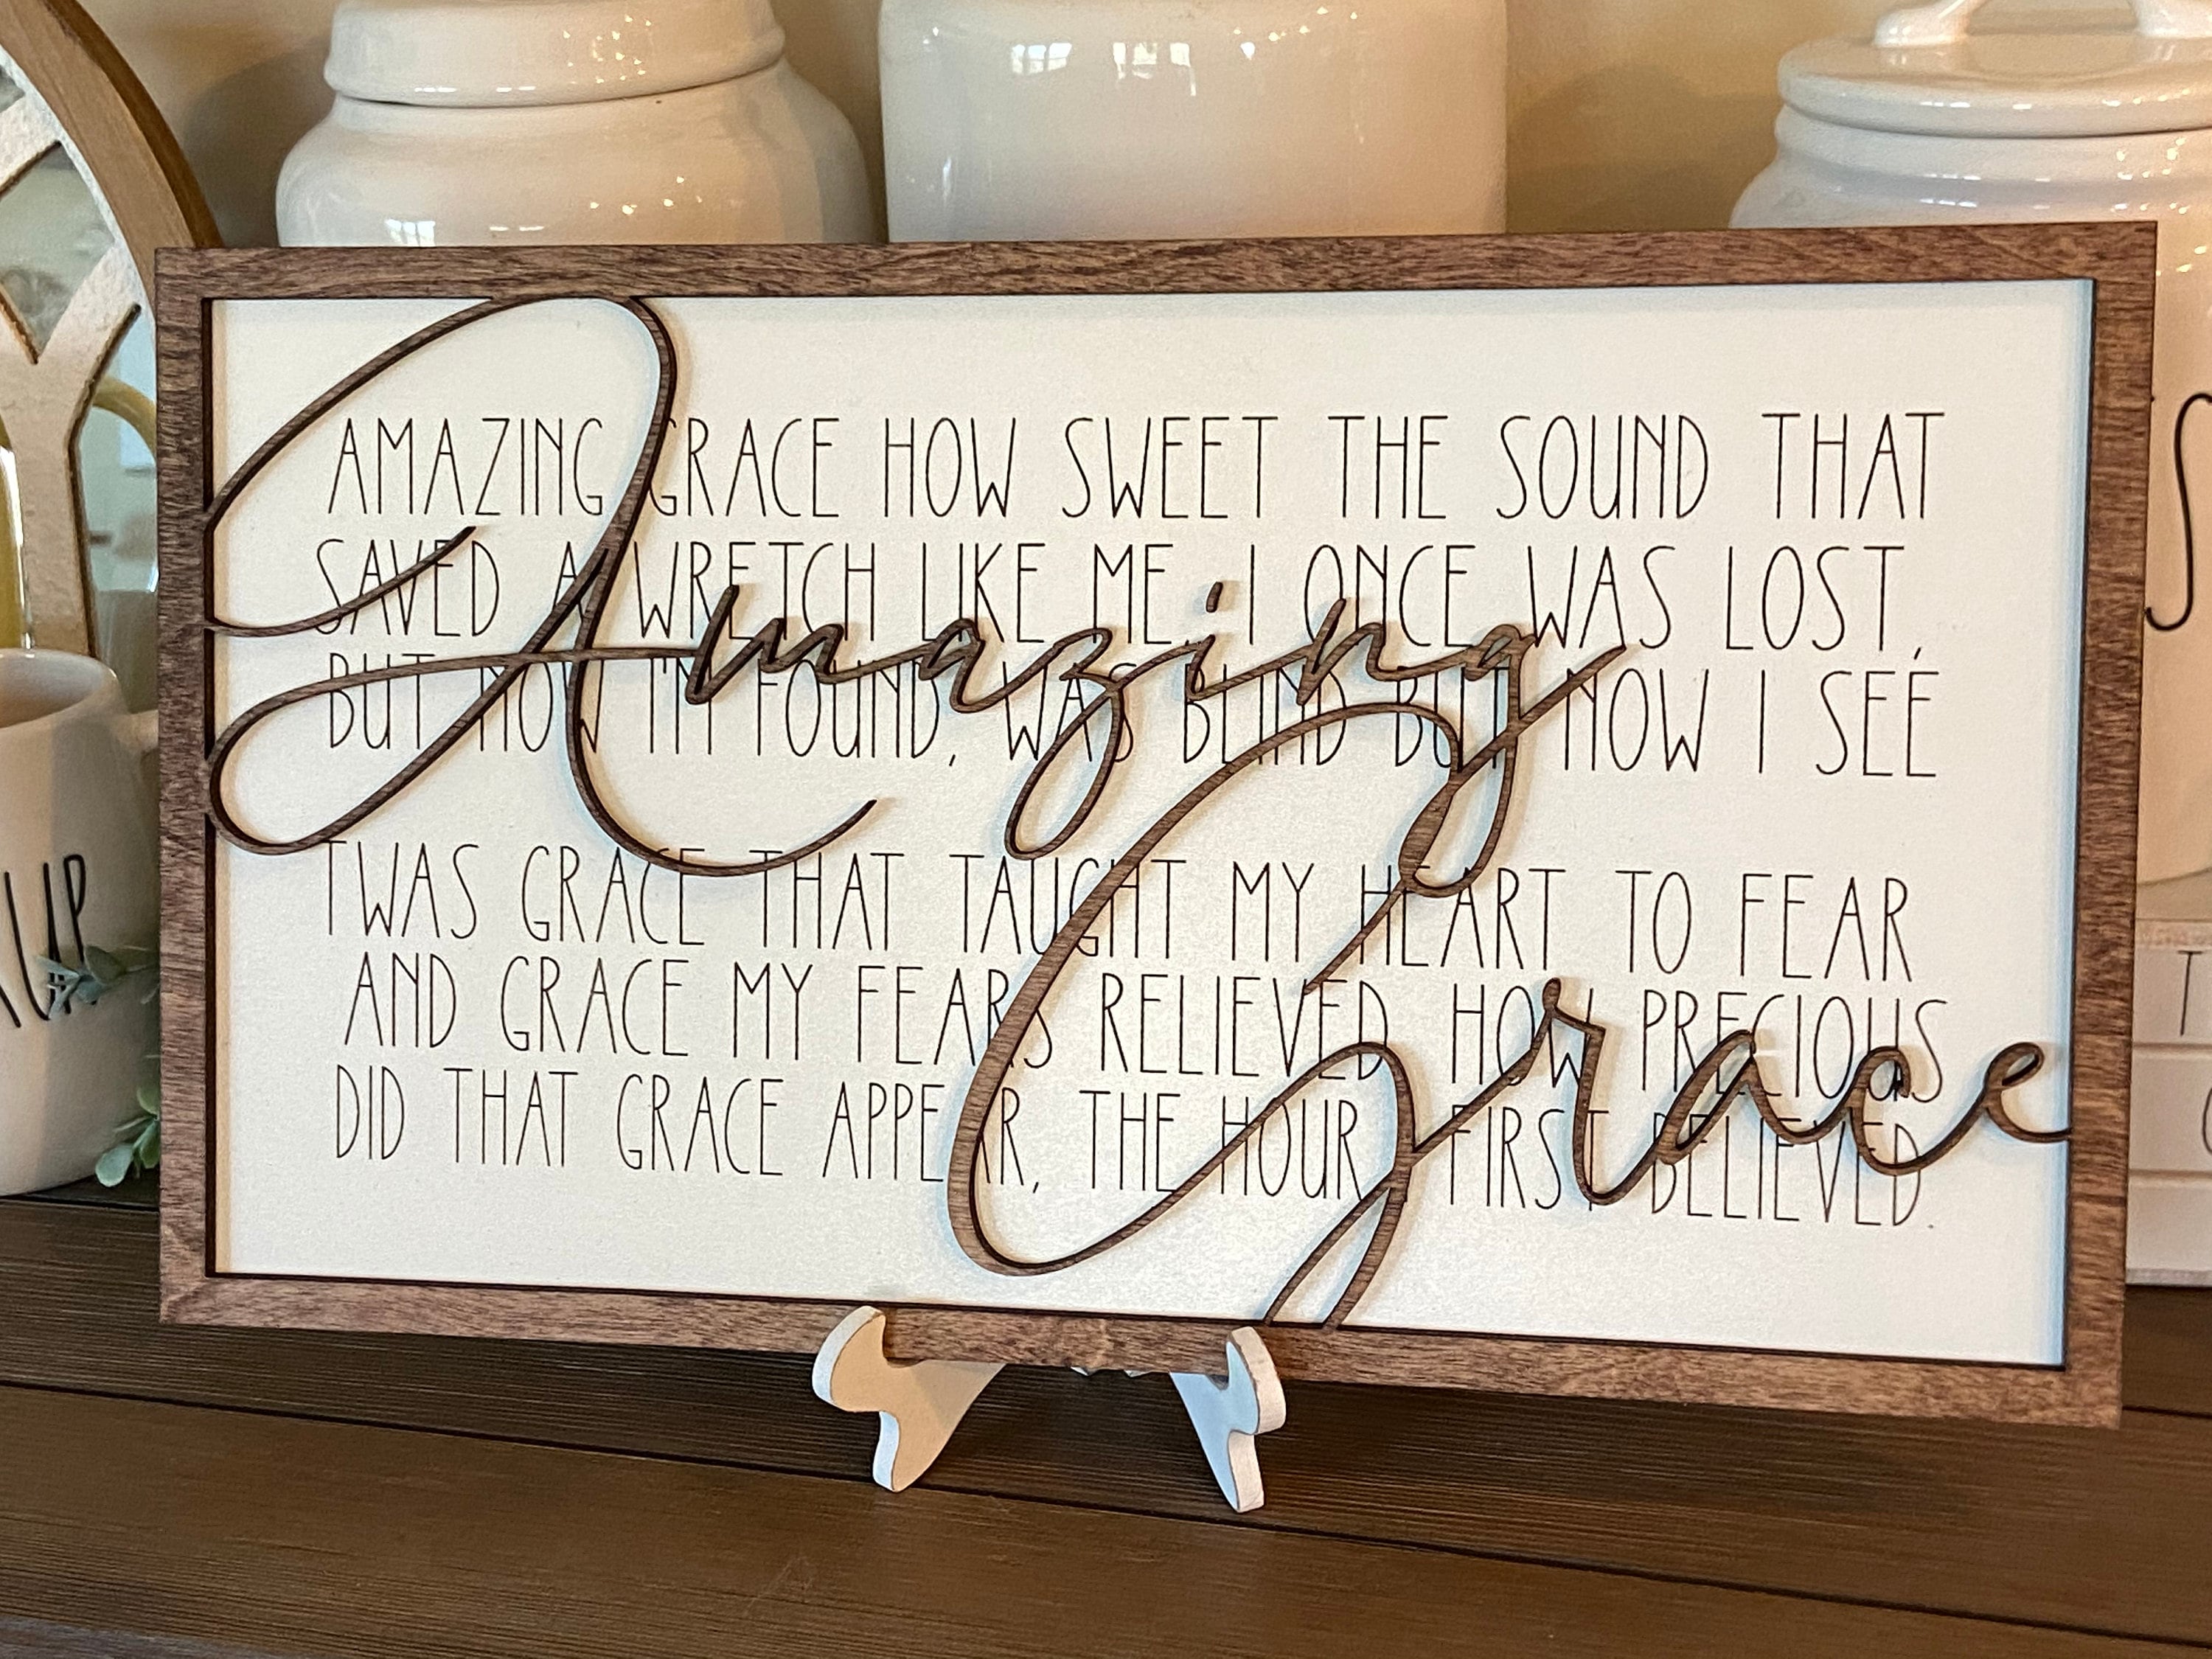 AMAZING GRACE HOW SWEET THE SOUND THAT
SAVED A WRETCH LIKE ME. I ONCE WAS LOST,
BUT NOW I'M FOUND, WAS BLIND BUT NOW I SEE
TWAS GRACE THAT TAUGHT MY HEART TO FEAR
AND GRACE MY FEARS RELIEVED HOW PRECIOUS
DID THAT GRACE APPEAR, THE HOUR I FIRST BELIEVED.
Amazing
Grace